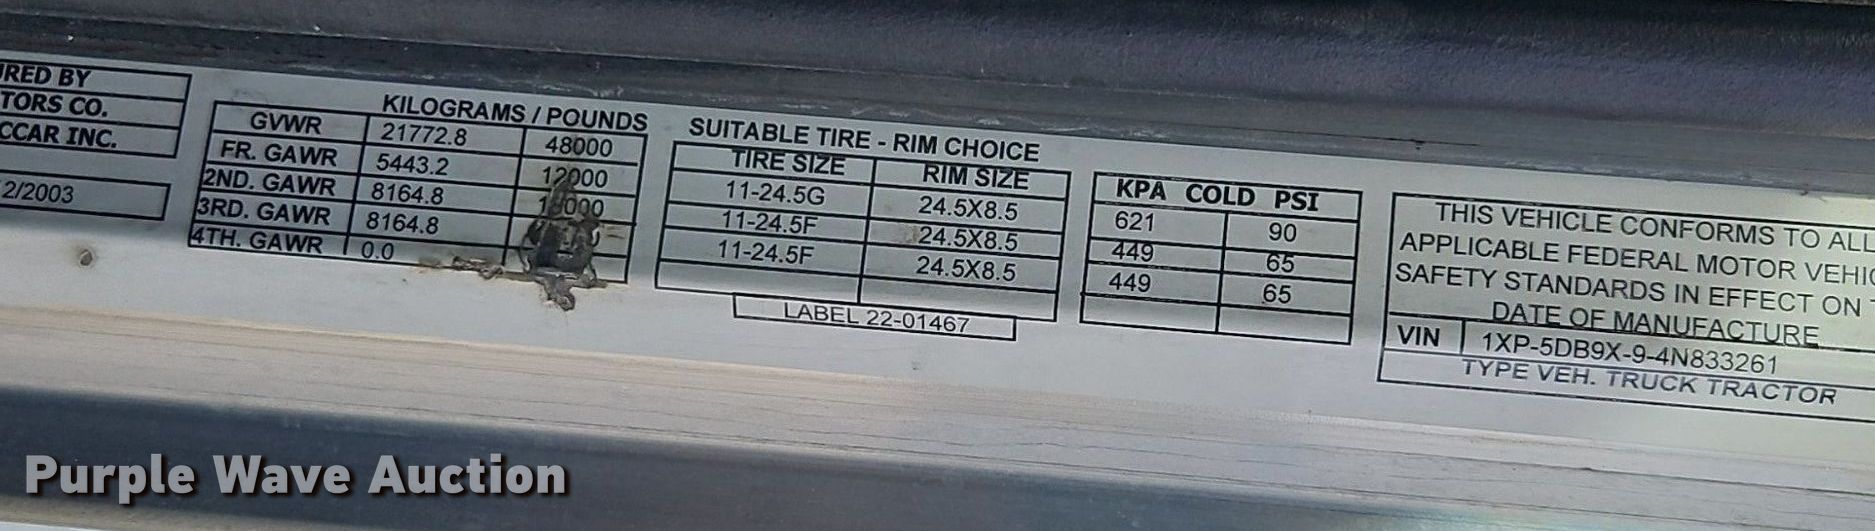 RED BY
TORS CO.
CCAR INC.
2/2003
KILOGRAMS / POUNDS
GVWR 21772.8 48000
FR. GAWR 5443.2 12000
2ND. GAWR 8164.8
3RD. GAWR 8164.8
4TH. GAWR 0.0
SUITABLE TIRE - RIM CHOICE
TIRE SIZE RIM SIZE
11-24.5G 24.5X8.5
11-24.5F 24.5X8.5
11-24.5F 24.5X8.5
LABEL 22-01467
KPA COLD PSI
621 90
449 65
449 65
THIS VEHICLE CONFORMS TO ALL
APPLICABLE FEDERAL MOTOR VEHIC
SAFETY STANDARDS IN EFFECT ON
DATE OF MANUFACTURE
VIN 1XP-5DB9X-9-4N833261
TYPE VEH. TRUCK TRACTOR
Purple Wave Auction